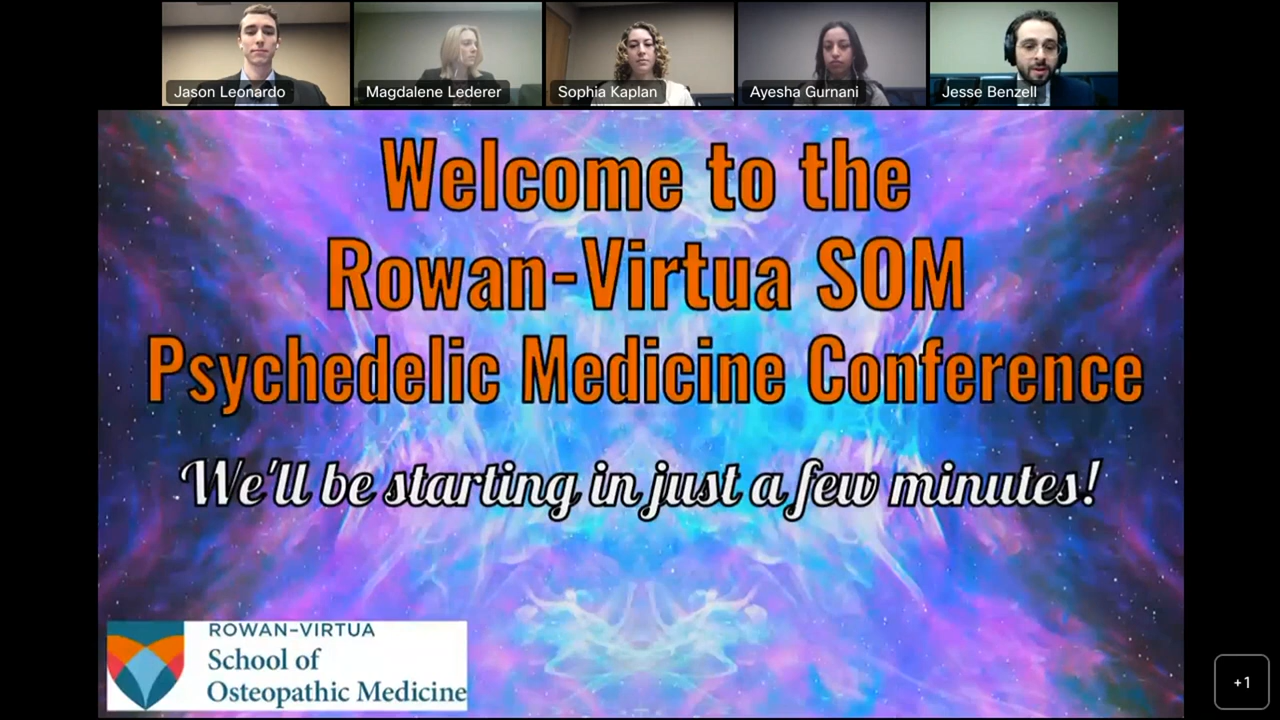 Jason Leonardo
Magdalene Lederer
Sophia Kaplan
Ayesha Gurnani
Jesse Benzell
Welcome to the
Rowan-Virtua SOM
Psychedelic Medicine Conference
We'll be starting in just a few minutes!
ROWAN-VIRTUA
School of
Osteopathic Medicine
+1